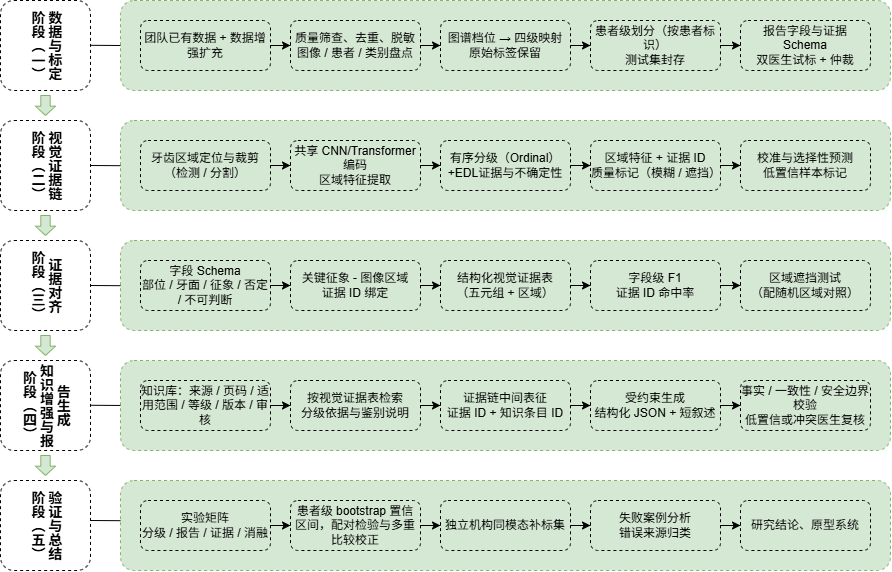 阶段（一）
数据与标定
团队已有数据 + 数据增
强扩充
质量筛查、去重、脱敏
图像 / 患者 / 类别盘点
图谱档位 → 四级映射
原始标签保留
患者级划分（按患者标
识）
测试集封存
报告字段与证据
Schema
双医生试标 + 仲裁
阶段（二）
视觉证据链
牙齿区域定位与裁剪
（检测 / 分割）
共享 CNN/Transformer
编码
区域特征提取
有序分级（Ordinal）
+EDL证据与不确定性
区域特征 + 证据 ID
质量标记（模糊 / 遮挡）
校准与选择性预测
低置信样本标记
阶段（三）
证据对齐
字段 Schema
部位 / 牙面 / 征象 / 否定
/ 不可判断
关键征象 - 图像区域
证据 ID 绑定
结构化视觉证据表
（五元组 + 区域）
字段级 F1
证据 ID 命中率
区域遮挡测试
（配随机区域对照）
阶段（四）
知识增强与报
告生成
知识库：来源 / 页码 / 适
用范围 / 等级 / 版本 / 审
核
按视觉证据表检索
分级依据与鉴别说明
证据链中间表征
证据 ID + 知识条目 ID
受约束生成
结构化 JSON + 短叙述
事实 / 一致性 / 安全边界
校验
低置信或冲突医生复核
阶段（五）
验证与总结
实验矩阵
分级 / 报告 / 证据 / 消融
患者级 bootstrap 置信
区间，配对检验与多重
比较校正
独立机构同模态补标集
失败案例分析
错误来源归类
研究结论、原型系统